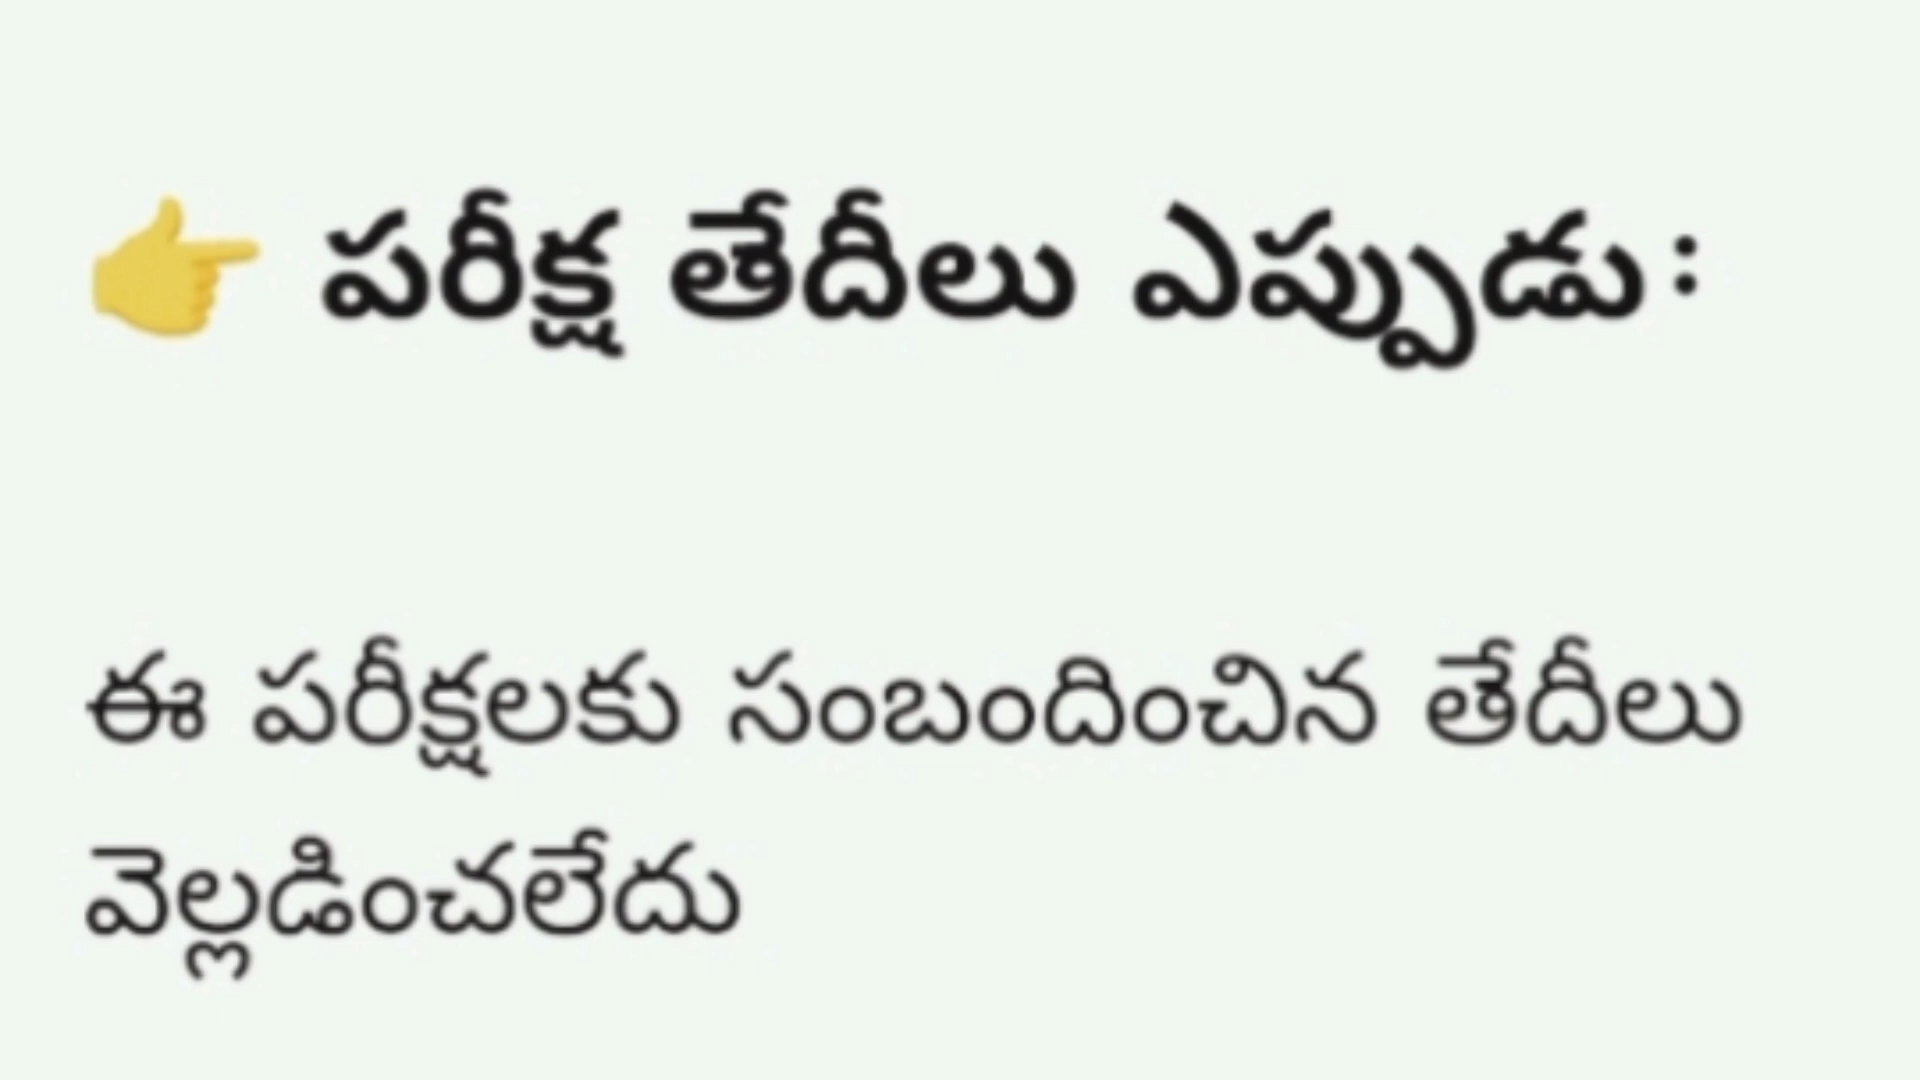 👉 పరీక్ష తేదీలు ఎప్పుడు:
ఈ పరీక్షలకు సంబందించిన తేదీలు
వెల్లడించలేదు